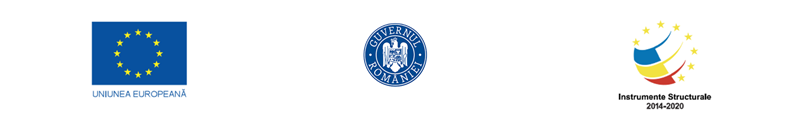 UNIUNEA EUROPEANĂ
GUVERNUL
ROMÂNIEI
Instrumente Structurale
2014-2020